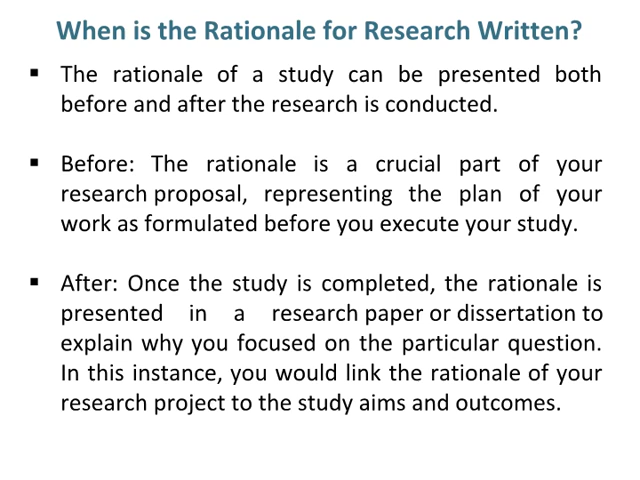 When is the Rationale for Research Written?
▪ The rationale of a study can be presented both
before and after the research is conducted.
▪ Before: The rationale is a crucial part of your
research proposal, representing the plan of your
work as formulated before you execute your study.
▪ After: Once the study is completed, the rationale is
presented in a research paper or dissertation to
explain why you focused on the particular question.
In this instance, you would link the rationale of your
research project to the study aims and outcomes.